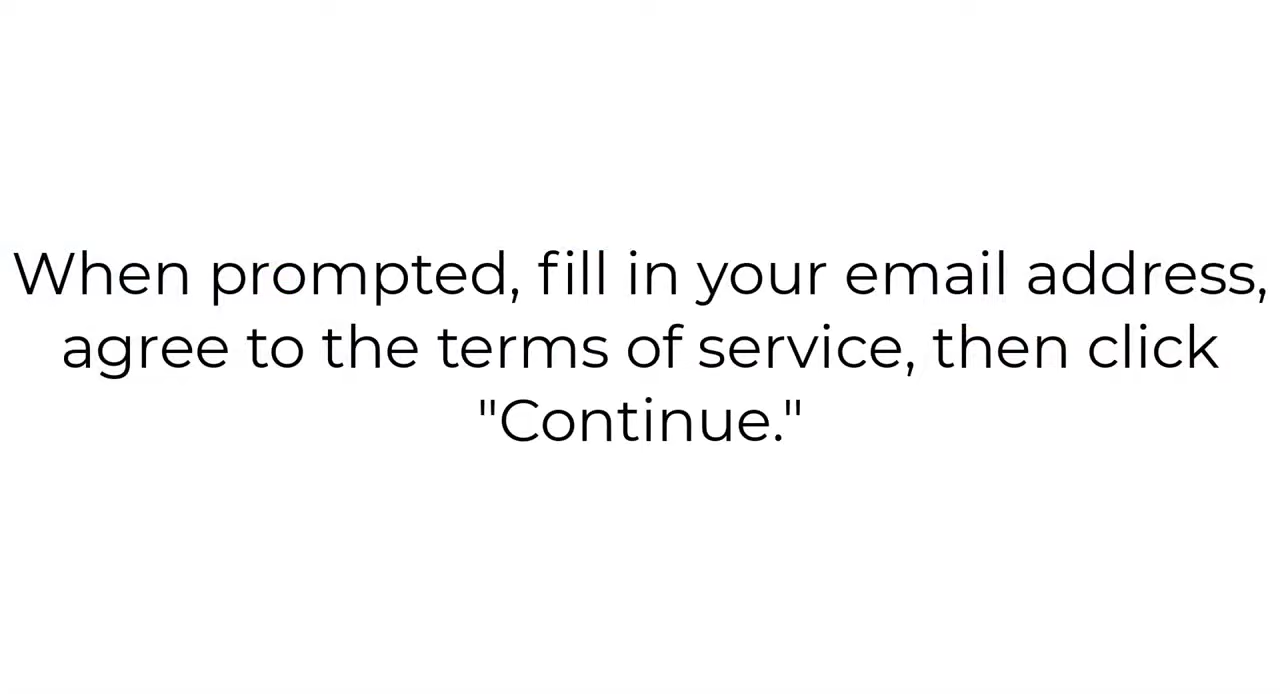 When prompted, fill in your email address,
agree to the terms of service, then click
"Continue."